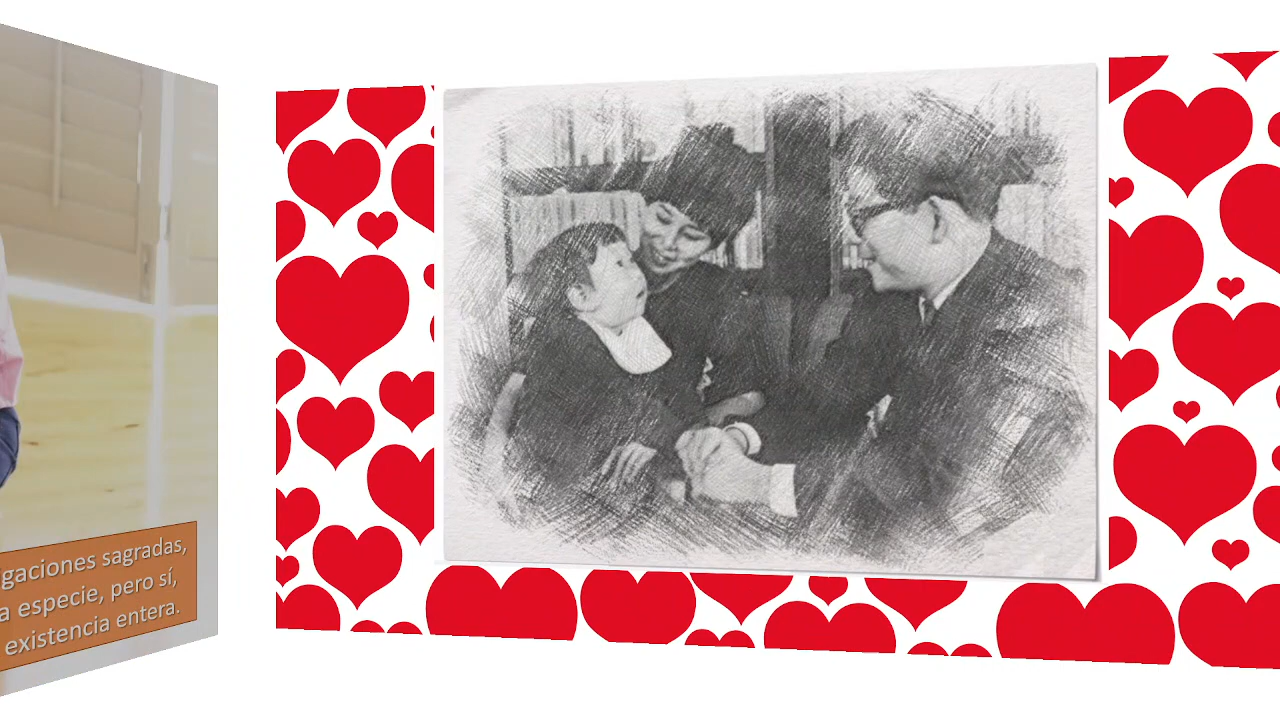 gaciones sagradas,
a especie, pero sí,
existencia entera.